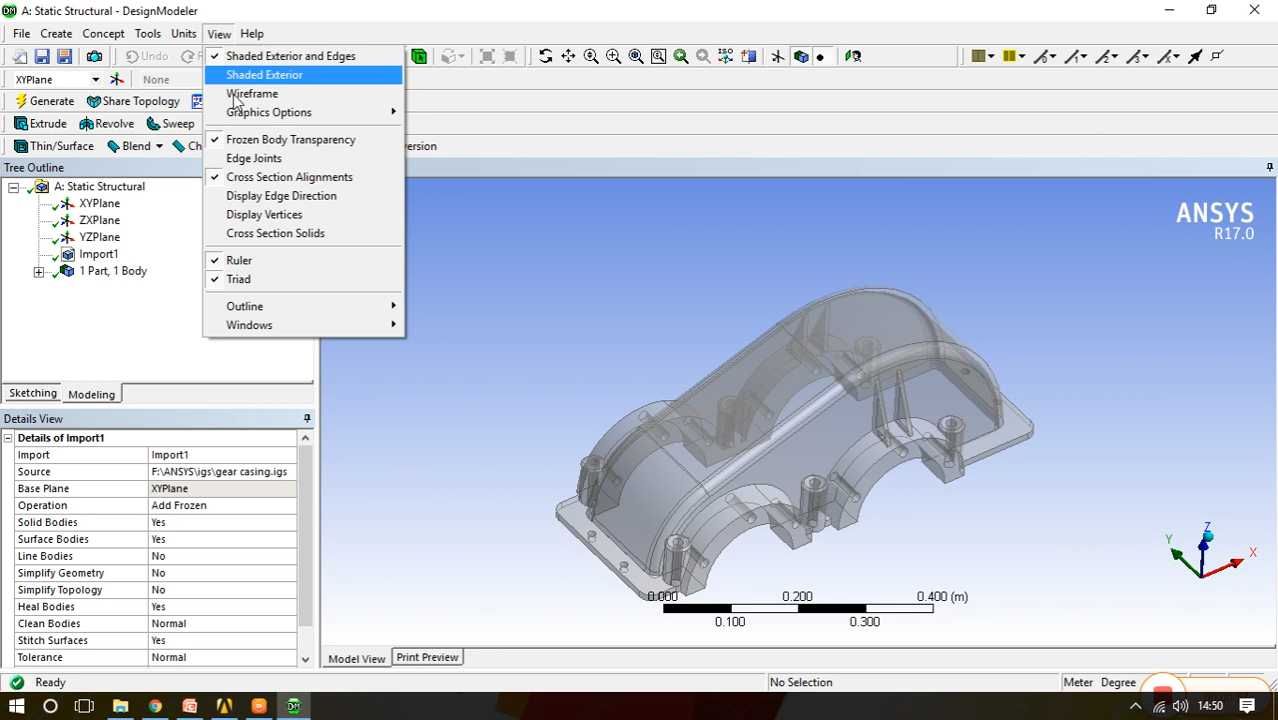 A: Static Structural - DesignModeler
File Create Concept Tools Units View Help
Undo
XYPlane None
Generate Share Topology
Extrude Revolve Sweep
Thin/Surface Blend
Shaded Exterior and Edges
Shaded Exterior
Wireframe
Graphics Options
Frozen Body Transparency
Edge Joints
Cross Section Alignments
Display Edge Direction
Display Vertices
Cross Section Solids
Ruler
Triad
Outline
Windows
Tree Outline
A: Static Structural
XYPlane
ZXPlane
YZPlane
Import1
1 Part, 1 Body
Sketching Modeling
Details View
Details of Import1
Import Import1
Source F:\ANSYS\igs\gear casing.igs
Base Plane XYPlane
Operation Add Frozen
Solid Bodies Yes
Surface Bodies Yes
Line Bodies No
Simplify Geometry No
Simplify Topology No
Heal Bodies Yes
Clean Bodies Normal
Stitch Surfaces Yes
Tolerance Normal
ANSYS
R17.0
Z
Y X
0.000 0.200 0.400 (m)
0.100 0.300
Model View Print Preview
Ready No Selection Meter Degree
14:50